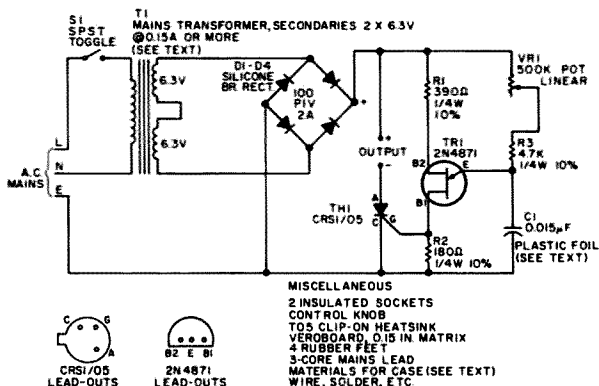 S1
SPST
TOGGLE
T1
MAINS TRANSFORMER, SECONDARIES 2 X 6.3V
@0.15A OR MORE
(SEE TEXT)
6.3V
6.3V
D1-D4
SILICONE
BR RECT.
100
PIV
2A
+
+
OUTPUT
-
R1
390Ω
1/4W
10%
VR1
500K POT
LINEAR
TR1
2N4871
B2
E
B1
R3
4.7K
1/4W 10%
TH1
CRS1/05
A
C
G
R2
180Ω
1/4W 10%
C1
0.015µF
PLASTIC FOIL
(SEE TEXT)
L
N
E
A.C.
MAINS
MISCELLANEOUS
2 INSULATED SOCKETS
CONTROL KNOB
TO5 CLIP-ON HEATSINK
VEROBOARD, 0.15 IN. MATRIX
4 RUBBER FEET
3-CORE MAINS LEAD
MATERIALS FOR CASE (SEE TEXT)
WIRE, SOLDER, ETC.
C
G
A
CRS1/05
LEAD-OUTS
B2 E B1
2N4871
LEAD-OUTS